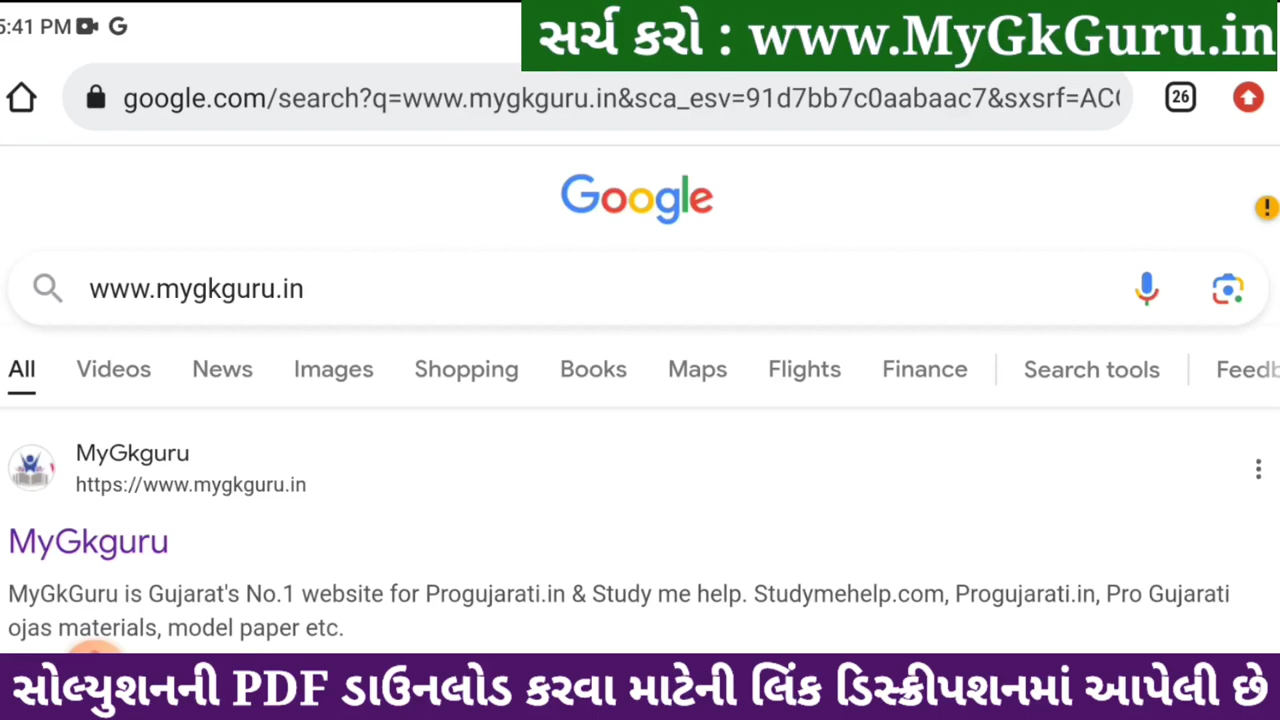 5:41 PM G
સર્ચ કરો : www.MyGkGuru.in
google.com/search?q=www.mygkguru.in&sca_esv=91d7bb7c0aabaac7&sxsrf=AC
26
Google
!
www.mygkguru.in
All Videos News Images Shopping Books Maps Flights Finance Search tools Feedb
MyGkguru
https://www.mygkguru.in
MyGkguru
MyGkGuru is Gujarat's No.1 website for Progujarati.in & Study me help. Studymehelp.com, Progujarati.in, Pro Gujarati
ojas materials, model paper etc.
સોલ્યુશનની PDF ડાઉનલોડ કરવા માટેની લિંક ડિસ્ક્રીપશનમાં આપેલી છે